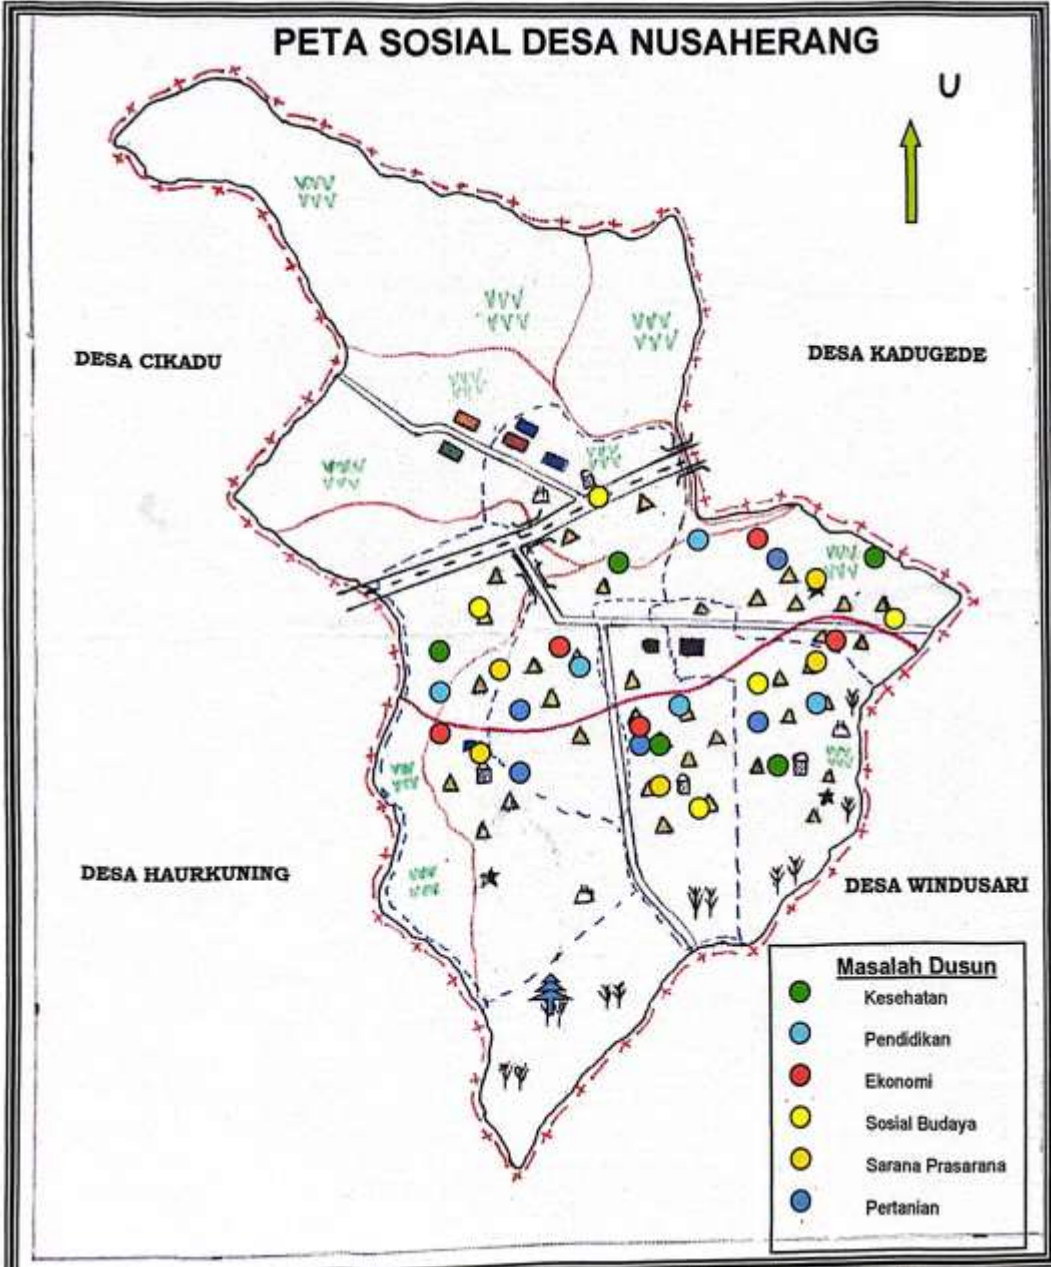 PETA SOSIAL DESA NUSAHERANG
U
DESA CIKADU
DESA KADUGEDE
DESA HAURKUNING
DESA WINDUSARI
Masalah Dusun
Kesehatan
Pendidikan
Ekonomi
Sosial Budaya
Sarana Prasarana
Pertanian